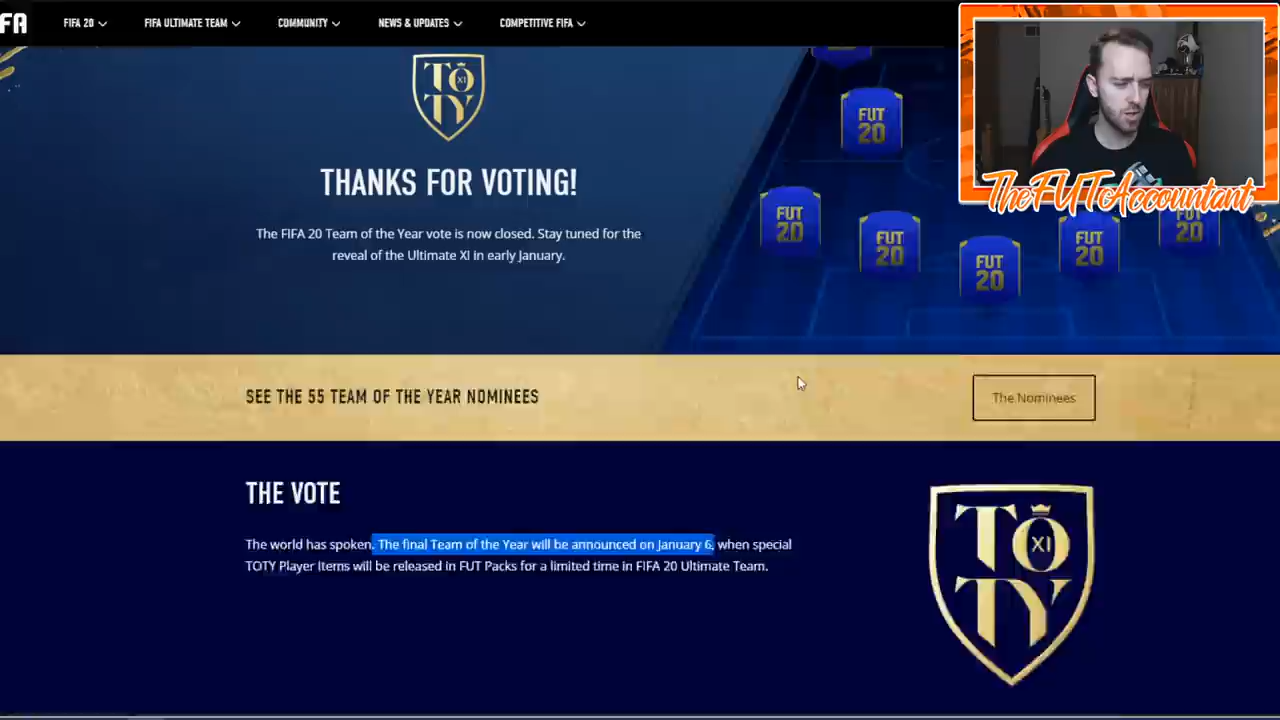 FA
FIFA 20
FIFA ULTIMATE TEAM
COMMUNITY
NEWS & UPDATES
COMPETITIVE FIFA
TO
XI
TY
THANKS FOR VOTING!
The FIFA 20 Team of the Year vote is now closed. Stay tuned for the
reveal of the Ultimate XI in early January.
FUT
20
FUT
20
FUT
20
FUT
20
FUT
20
FUT
20
TheFUTAccountant
SEE THE 55 TEAM OF THE YEAR NOMINEES
The Nominees
THE VOTE
The world has spoken. The final Team of the Year will be announced on January 6, when special
TOTY Player Items will be released in FUT Packs for a limited time in FIFA 20 Ultimate Team.
TO
XI
TY